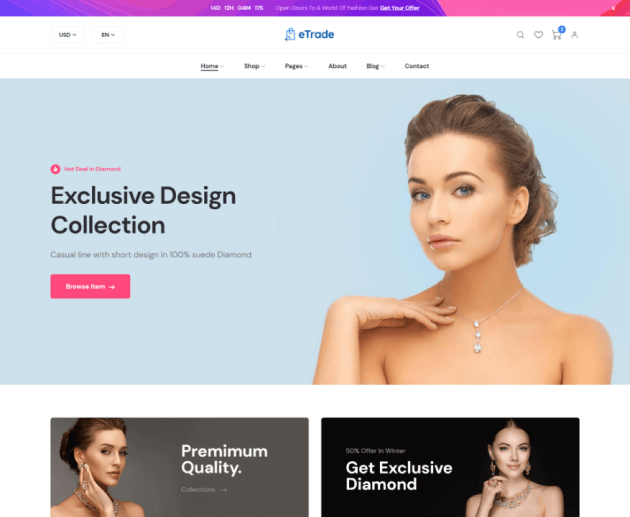 14D 12H 04M 17S Open Doors To A World Of Fashion Get Get Your Offer
USD EN eTrade
Home Shop Pages About Blog Contact
Hot Deal In Diamond
Exclusive Design
Collection
Casual line with short design in 100% suede Diamond
Browse Item →
Premimum
Quality.
Collections →
50% Offer In Winter
Get Exclusive
Diamond